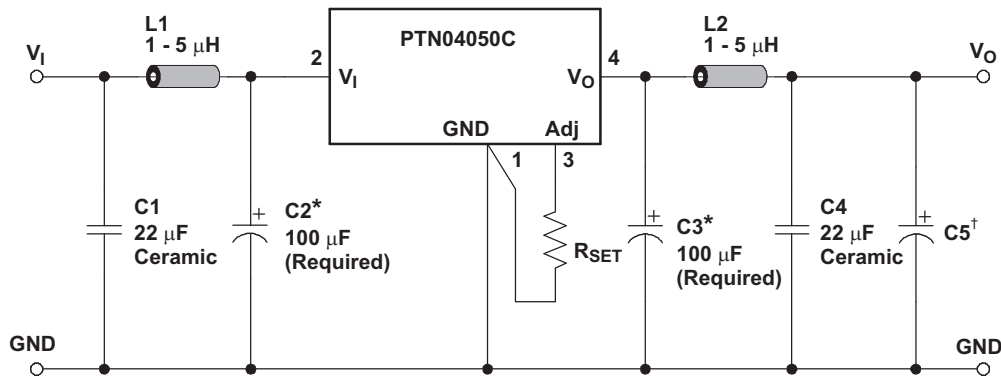 L1
1 - 5 μH
V_I
PTN04050C
2
V_I
V_O
4
GND
Adj
1
3
L2
1 - 5 μH
V_O
C1
22 μF
Ceramic
+
C2*
100 μF
(Required)
R_SET
+
C3*
100 μF
(Required)
C4
22 μF
Ceramic
+
C5†
GND
GND